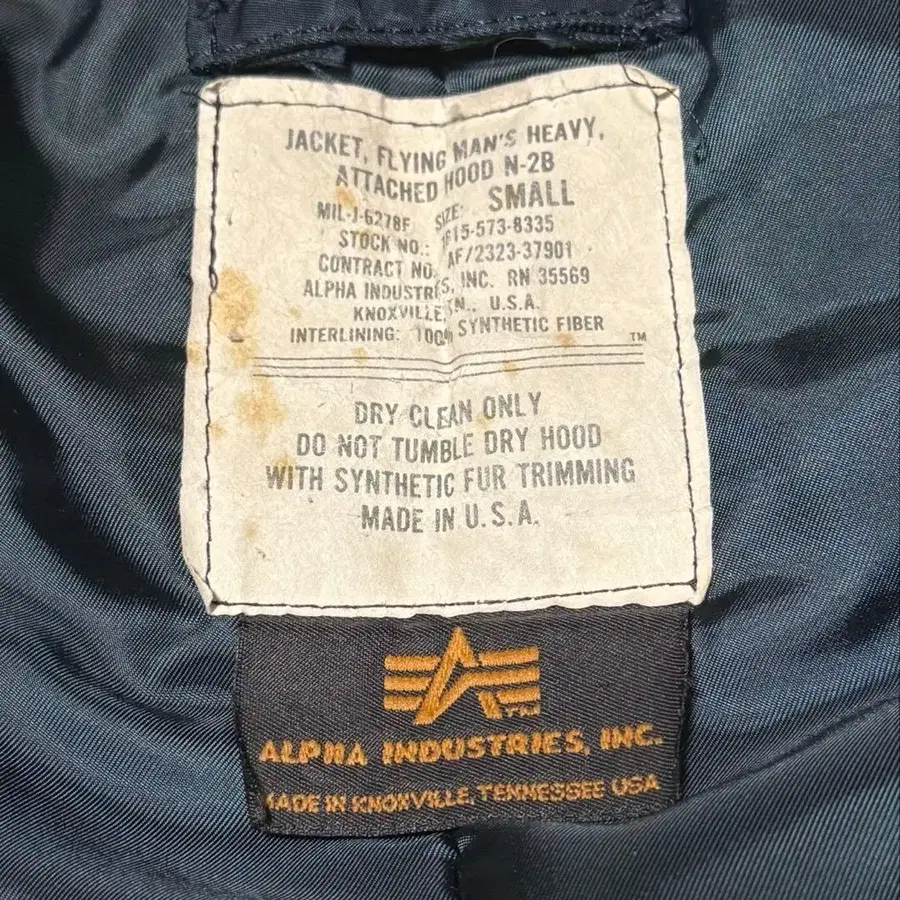 JACKET, FLYING MAN'S HEAVY,
ATTACHED HOOD N-2B
MIL-J-6278F SIZE: SMALL
STOCK NO.: 8415-573-8335
CONTRACT NO. AF/2323-37901
ALPHA INDUSTRIES, INC. RN 35569
KNOXVILLE, TN., U.S.A.
INTERLINING: 100% SYNTHETIC FIBER
TM
DRY CLEAN ONLY
DO NOT TUMBLE DRY HOOD
WITH SYNTHETIC FUR TRIMMING
MADE IN U.S.A.
TM
ALPHA INDUSTRIES, INC.
MADE IN KNOXVILLE, TENNESSEE USA